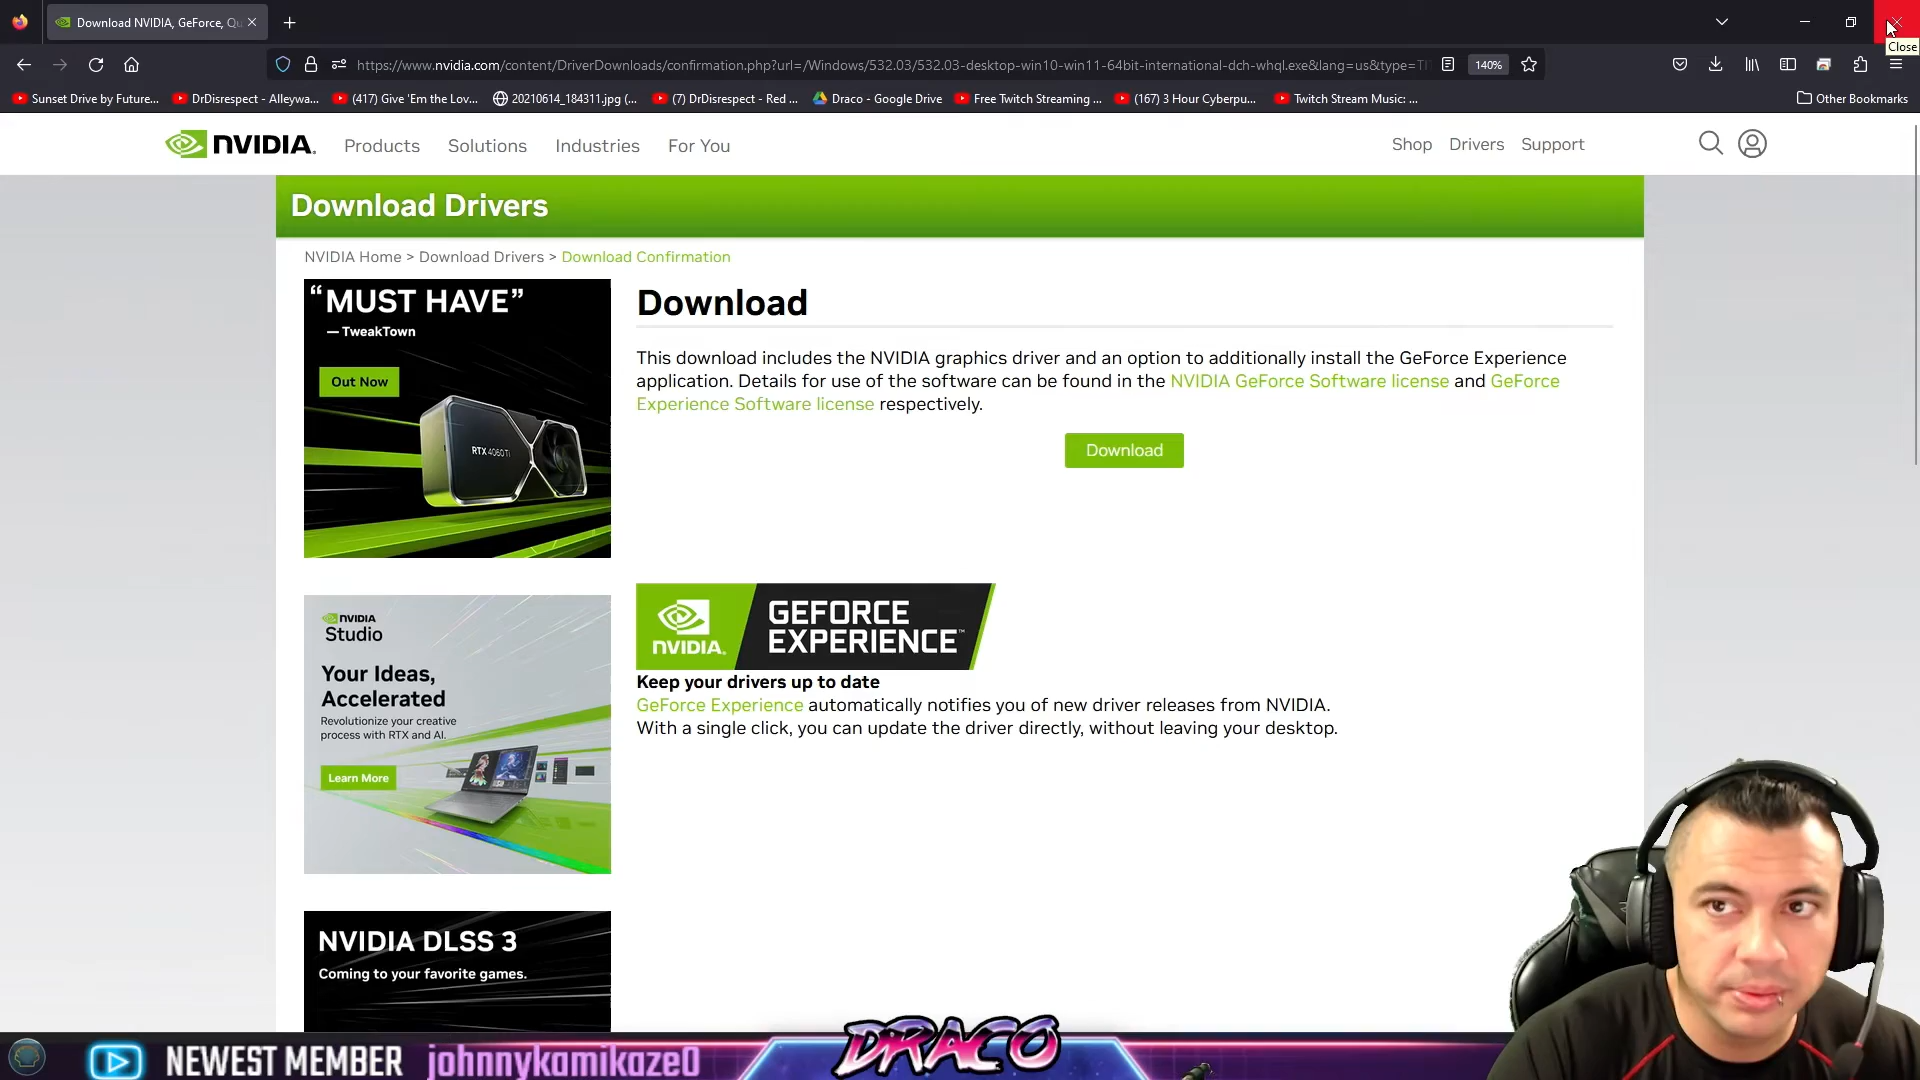 Download NVIDIA, GeForce, Qu
Close
https://www.nvidia.com/content/DriverDownloads/confirmation.php?url=/Windows/532.03/532.03-desktop-win10-win11-64bit-international-dch-whql.exe&lang=us&type=TI
140%
Sunset Drive by Future...
DrDisrespect - Alleywa...
(417) Give 'Em the Lov...
20210614_184311.jpg (...
(7) DrDisrespect - Red ...
Draco - Google Drive
Free Twitch Streaming ...
(167) 3 Hour Cyberpu...
Twitch Stream Music: ...
Other Bookmarks
NVIDIA.
Products
Solutions
Industries
For You
Shop
Drivers
Support
Download Drivers
NVIDIA Home > Download Drivers > Download Confirmation
“MUST HAVE”
— TweakTown
Out Now
RTX 4060 Ti
Download
This download includes the NVIDIA graphics driver and an option to additionally install the GeForce Experience
application. Details for use of the software can be found in the NVIDIA GeForce Software license and GeForce
Experience Software license respectively.
Download
NVIDIA
Studio
Your Ideas,
Accelerated
Revolutionize your creative
process with RTX and AI.
Learn More
NVIDIA.
GEFORCE
EXPERIENCE™
Keep your drivers up to date
GeForce Experience automatically notifies you of new driver releases from NVIDIA.
With a single click, you can update the driver directly, without leaving your desktop.
NVIDIA DLSS 3
Coming to your favorite games.
NEWEST MEMBER johnnykamikaze0
DRACO